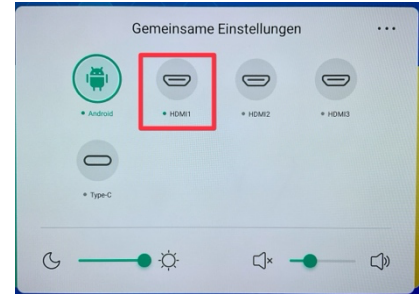 Gemeinsame Einstellungen
Android
HDMI1
HDMI2
HDMI3
Type-C